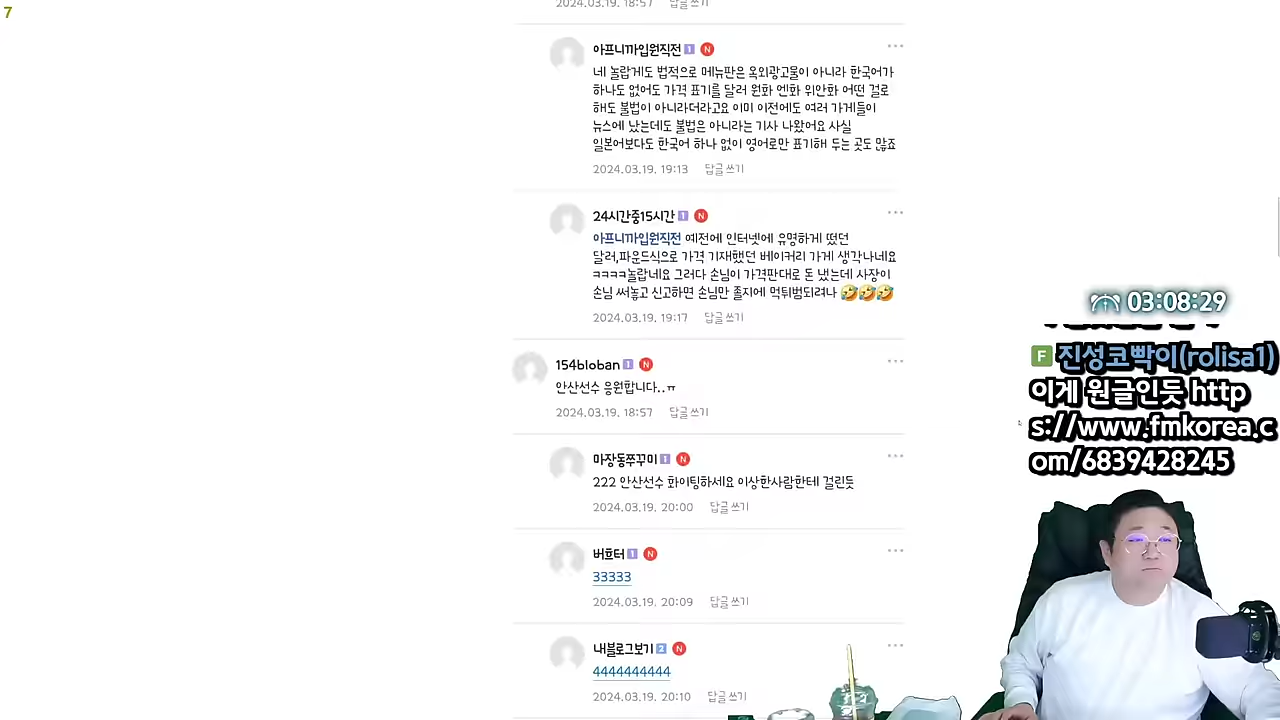 7
2024.03.19. 18:57 답글쓰기
아프니까입원직전 1 N
네 놀랍게도 법적으로 메뉴판은 옥외광고물이 아니라 한국어가
하나도 없어도 가격 표기를 달러 원화 엔화 위안화 어떤 걸로
해도 불법이 아니라더라고요 이미 이전에도 여러 가게들이
뉴스에 났는데도 불법은 아니라는 기사 나왔어요 사실
일본어보다도 한국어 하나 없이 영어로만 표기해 두는 곳도 많죠
2024.03.19. 19:13 답글쓰기
24시간중15시간 1 N
아프니까입원직전 예전에 인터넷에 유명하게 떴던
달러,파운드식으로 가격 기재했던 베이커리 가게 생각나네요
ㅋㅋㅋㅋ놀랍네요 그러다 손님이 가격판대로 돈 냈는데 사장이
손님 써놓고 신고하면 손님만 졸지에 먹튀범되려나 🤣🤣🤣
2024.03.19. 19:17 답글쓰기
154bloban 1 N
안산선수 응원합니다..ㅠ
2024.03.19. 18:57 답글쓰기
마장동쭈꾸미 1 N
222 안산선수 화이팅하세요 이상한사람한테 걸린듯
2024.03.19. 20:00 답글쓰기
버흐터 1 N
33333
2024.03.19. 20:09 답글쓰기
내블로그보기 2 N
4444444444
2024.03.19. 20:10 답글쓰기
03:08:29
F 진성코빡이(rolisa1)
이게 원글인듯 http
s://www.fmkorea.c
om/6839428245